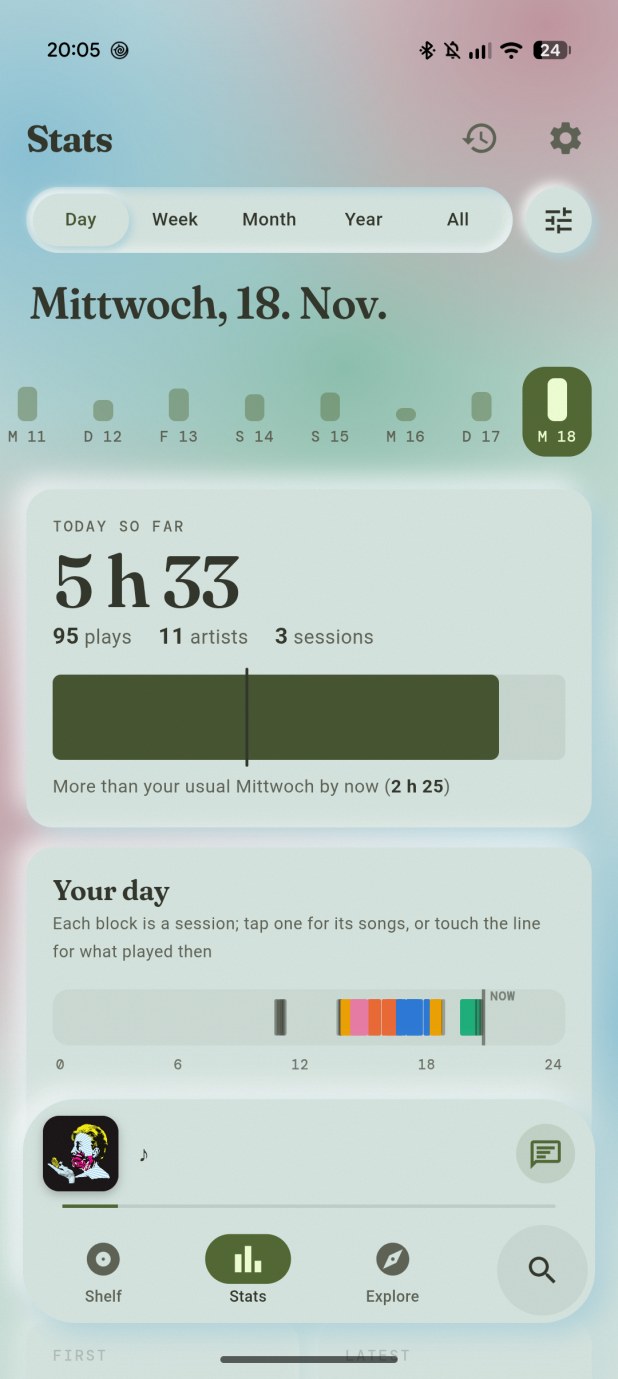 20:05
24
Stats
Day Week Month Year All
Mittwoch, 18. Nov.
M 11 D 12 F 13 S 14 S 15 M 16 D 17 M 18
TODAY SO FAR
5 h 33
95 plays 11 artists 3 sessions
More than your usual Mittwoch by now (2 h 25)
Your day
Each block is a session; tap one for its songs, or touch the line
for what played then
NOW
0 6 12 18 24
♪
Shelf Stats Explore
FIRST LATEST